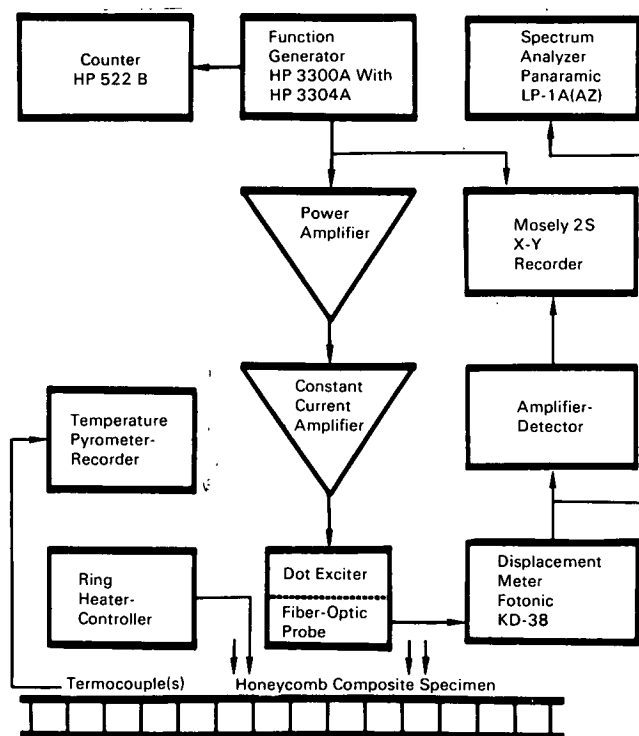 Counter
HP 522 B
Function
Generator
HP 3300A With
HP 3304A
Spectrum
Analyzer
Panaramic
LP-1A(AZ)
Power
Amplifier
Mosely 2S
X-Y
Recorder
Constant
Current
Amplifier
Temperature
Pyrometer-
Recorder
Amplifier-
Detector
Ring
Heater-
Controller
Dot Exciter
Fiber-Optic
Probe
Displacement
Meter
Fotonic
KD-38
Termocouple(s)
Honeycomb Composite Specimen